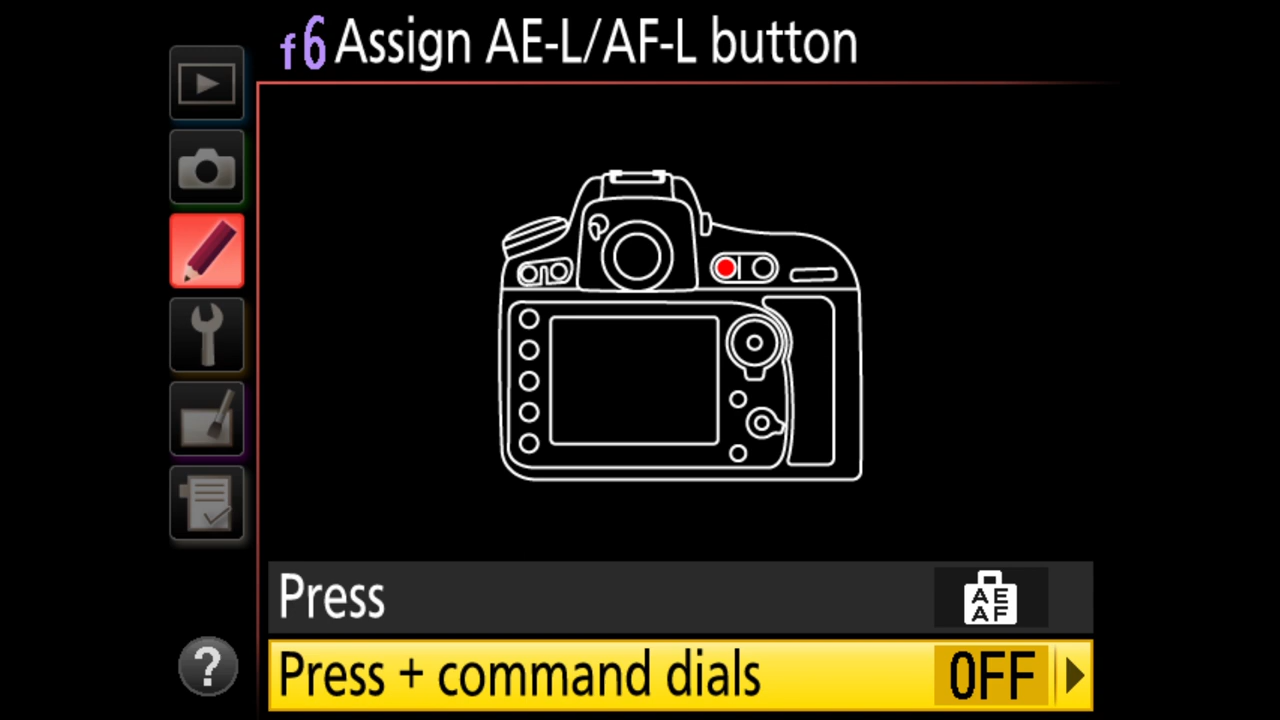 f6 Assign AE-L/AF-L button
Press AE AF
Press + command dials OFF
?